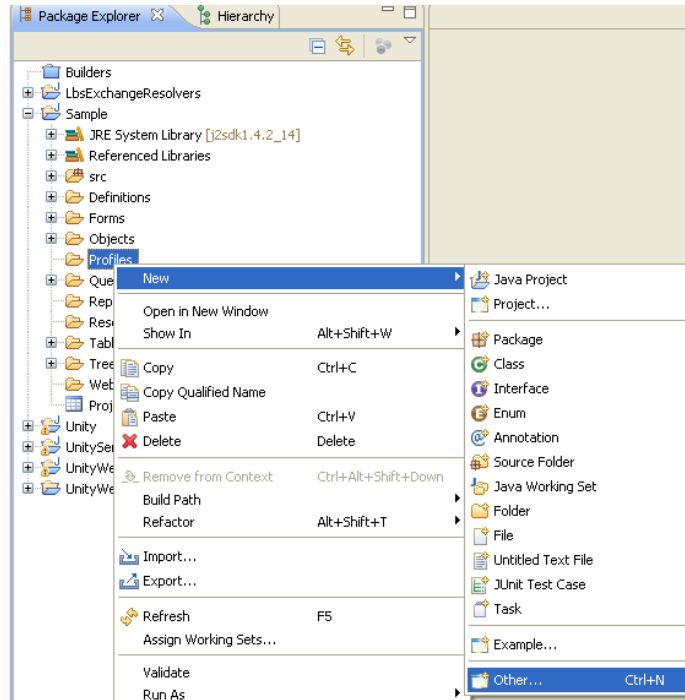 Package Explorer Hierarchy
Builders
LbsExchangeResolvers
Sample
JRE System Library [j2sdk1.4.2_14]
Referenced Libraries
src
Definitions
Forms
Objects
Profiles
Que
Rep
Res
Tabl
Tree
Web
Proj
Unity
UnitySer
UnityWe
UnityWe
New
Open in New Window
Show In Alt+Shift+W
Copy Ctrl+C
Copy Qualified Name
Paste Ctrl+V
Delete Delete
Remove from Context Ctrl+Alt+Shift+Down
Build Path
Refactor Alt+Shift+T
Import...
Export...
Refresh F5
Assign Working Sets...
Validate
Run As
Java Project
Project...
Package
Class
Interface
Enum
Annotation
Source Folder
Java Working Set
Folder
File
Untitled Text File
JUnit Test Case
Task
Example...
Other... Ctrl+N